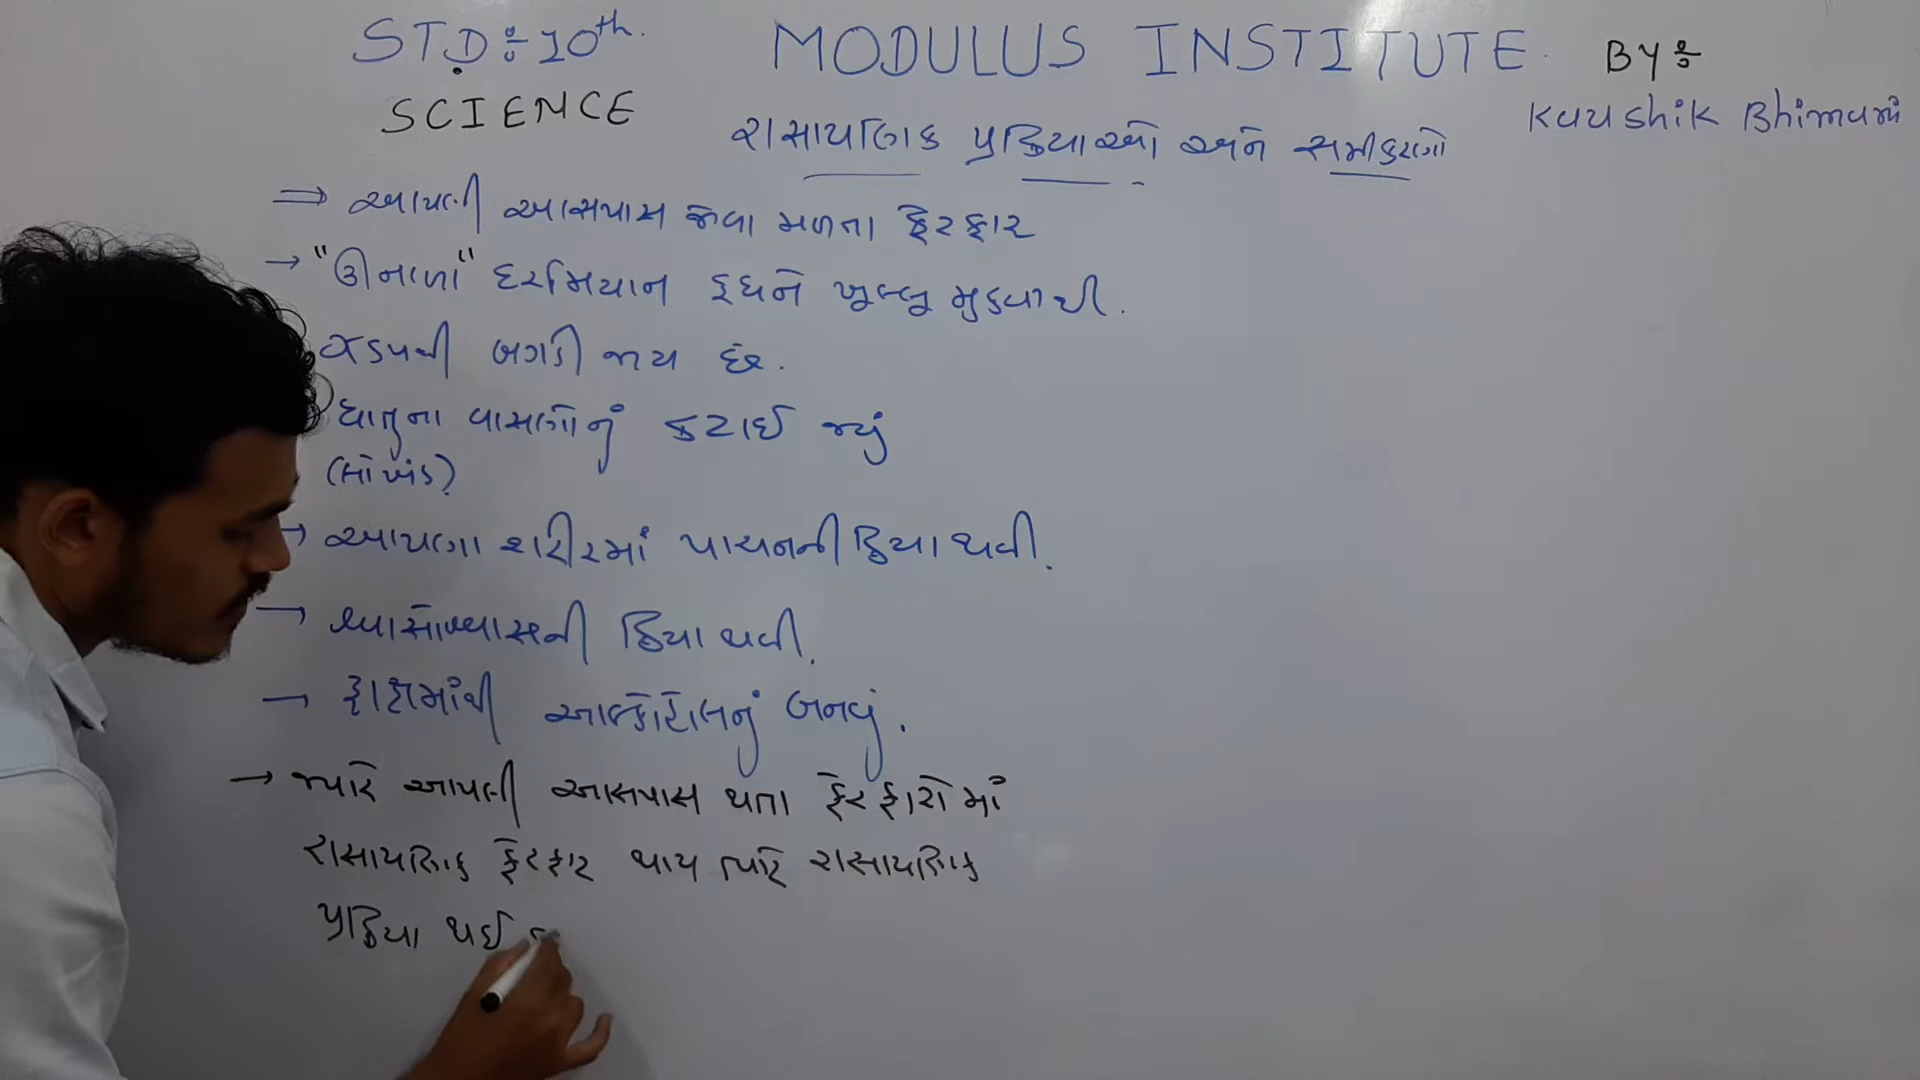 STD:- 10th.
MODULUS INSTITUTE.
BY:-
SCIENCE
Kaushik Bhimani
રાસાયણિક પ્રક્રિયાઓ અને સમીકરણો
⇒ આપણી આસપાસ જોવા મળતા ફેરફાર
→ "ઊનાળા" દરમિયાન દૂધને ખૂલ્લુ મુકવાથી.
ઝડપથી બગડી જાય છે.
ધાતુના વાસણોનું કટાઈ જવું
(લોખંડ)
→ આપણા શરીરમાં પાચનની ક્રિયા થવી.
→ શ્વાસોચ્છવાસની ક્રિયા થવી.
→ દ્રાક્ષમાંથી આલ્કોહોલનું બનવું.
→ જ્યારે આપણી આસપાસ થતા ફેરફારોમાં
રાસાયણિક ફેરફાર થાય ત્યારે રાસાયણિક
પ્રક્રિયા થઈ